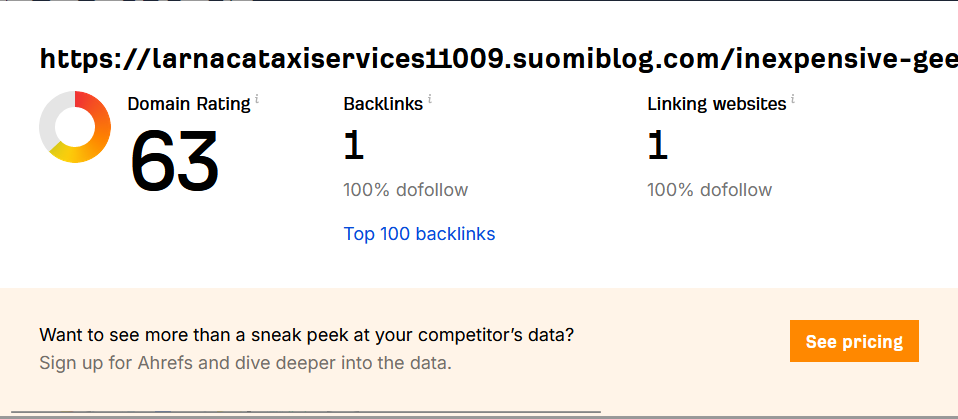 https://larnacataxiservices11009.suomiblog.com/inexpensive-gee
Domain Rating i
Backlinks i
Linking websites i
63
1
1
100% dofollow
100% dofollow
Top 100 backlinks
Want to see more than a sneak peek at your competitor’s data?
See pricing
Sign up for Ahrefs and dive deeper into the data.